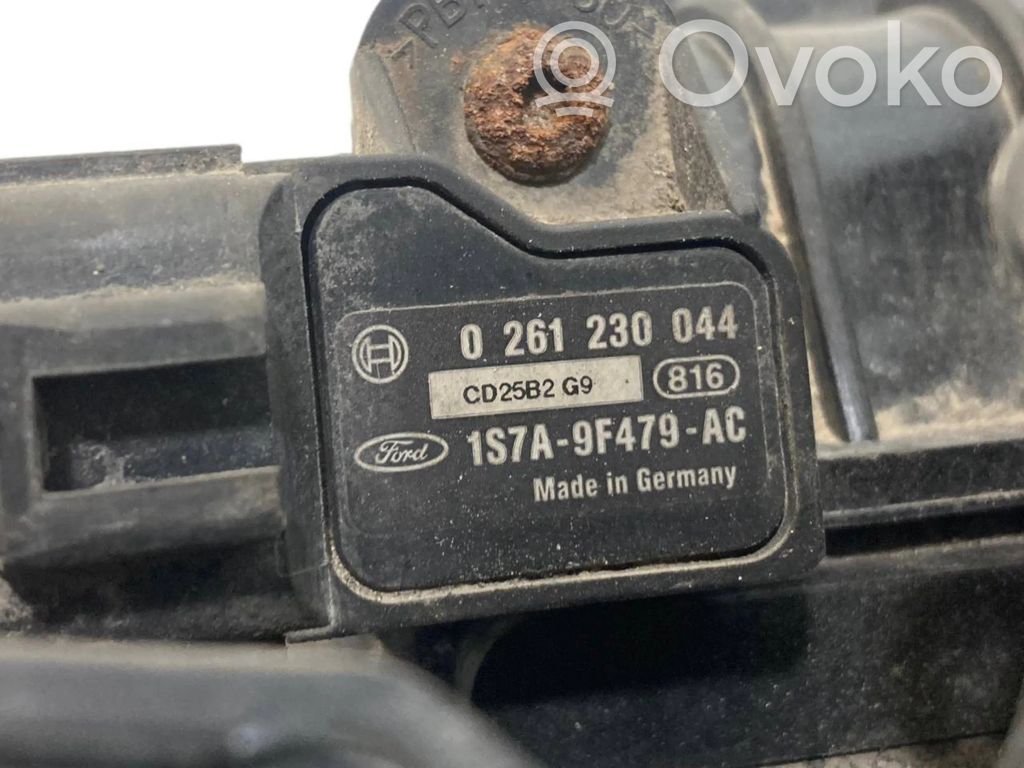 Ovoko
0 261 230 044
CD25B2 G9
816
Ford
1S7A-9F479-AC
Made in Germany